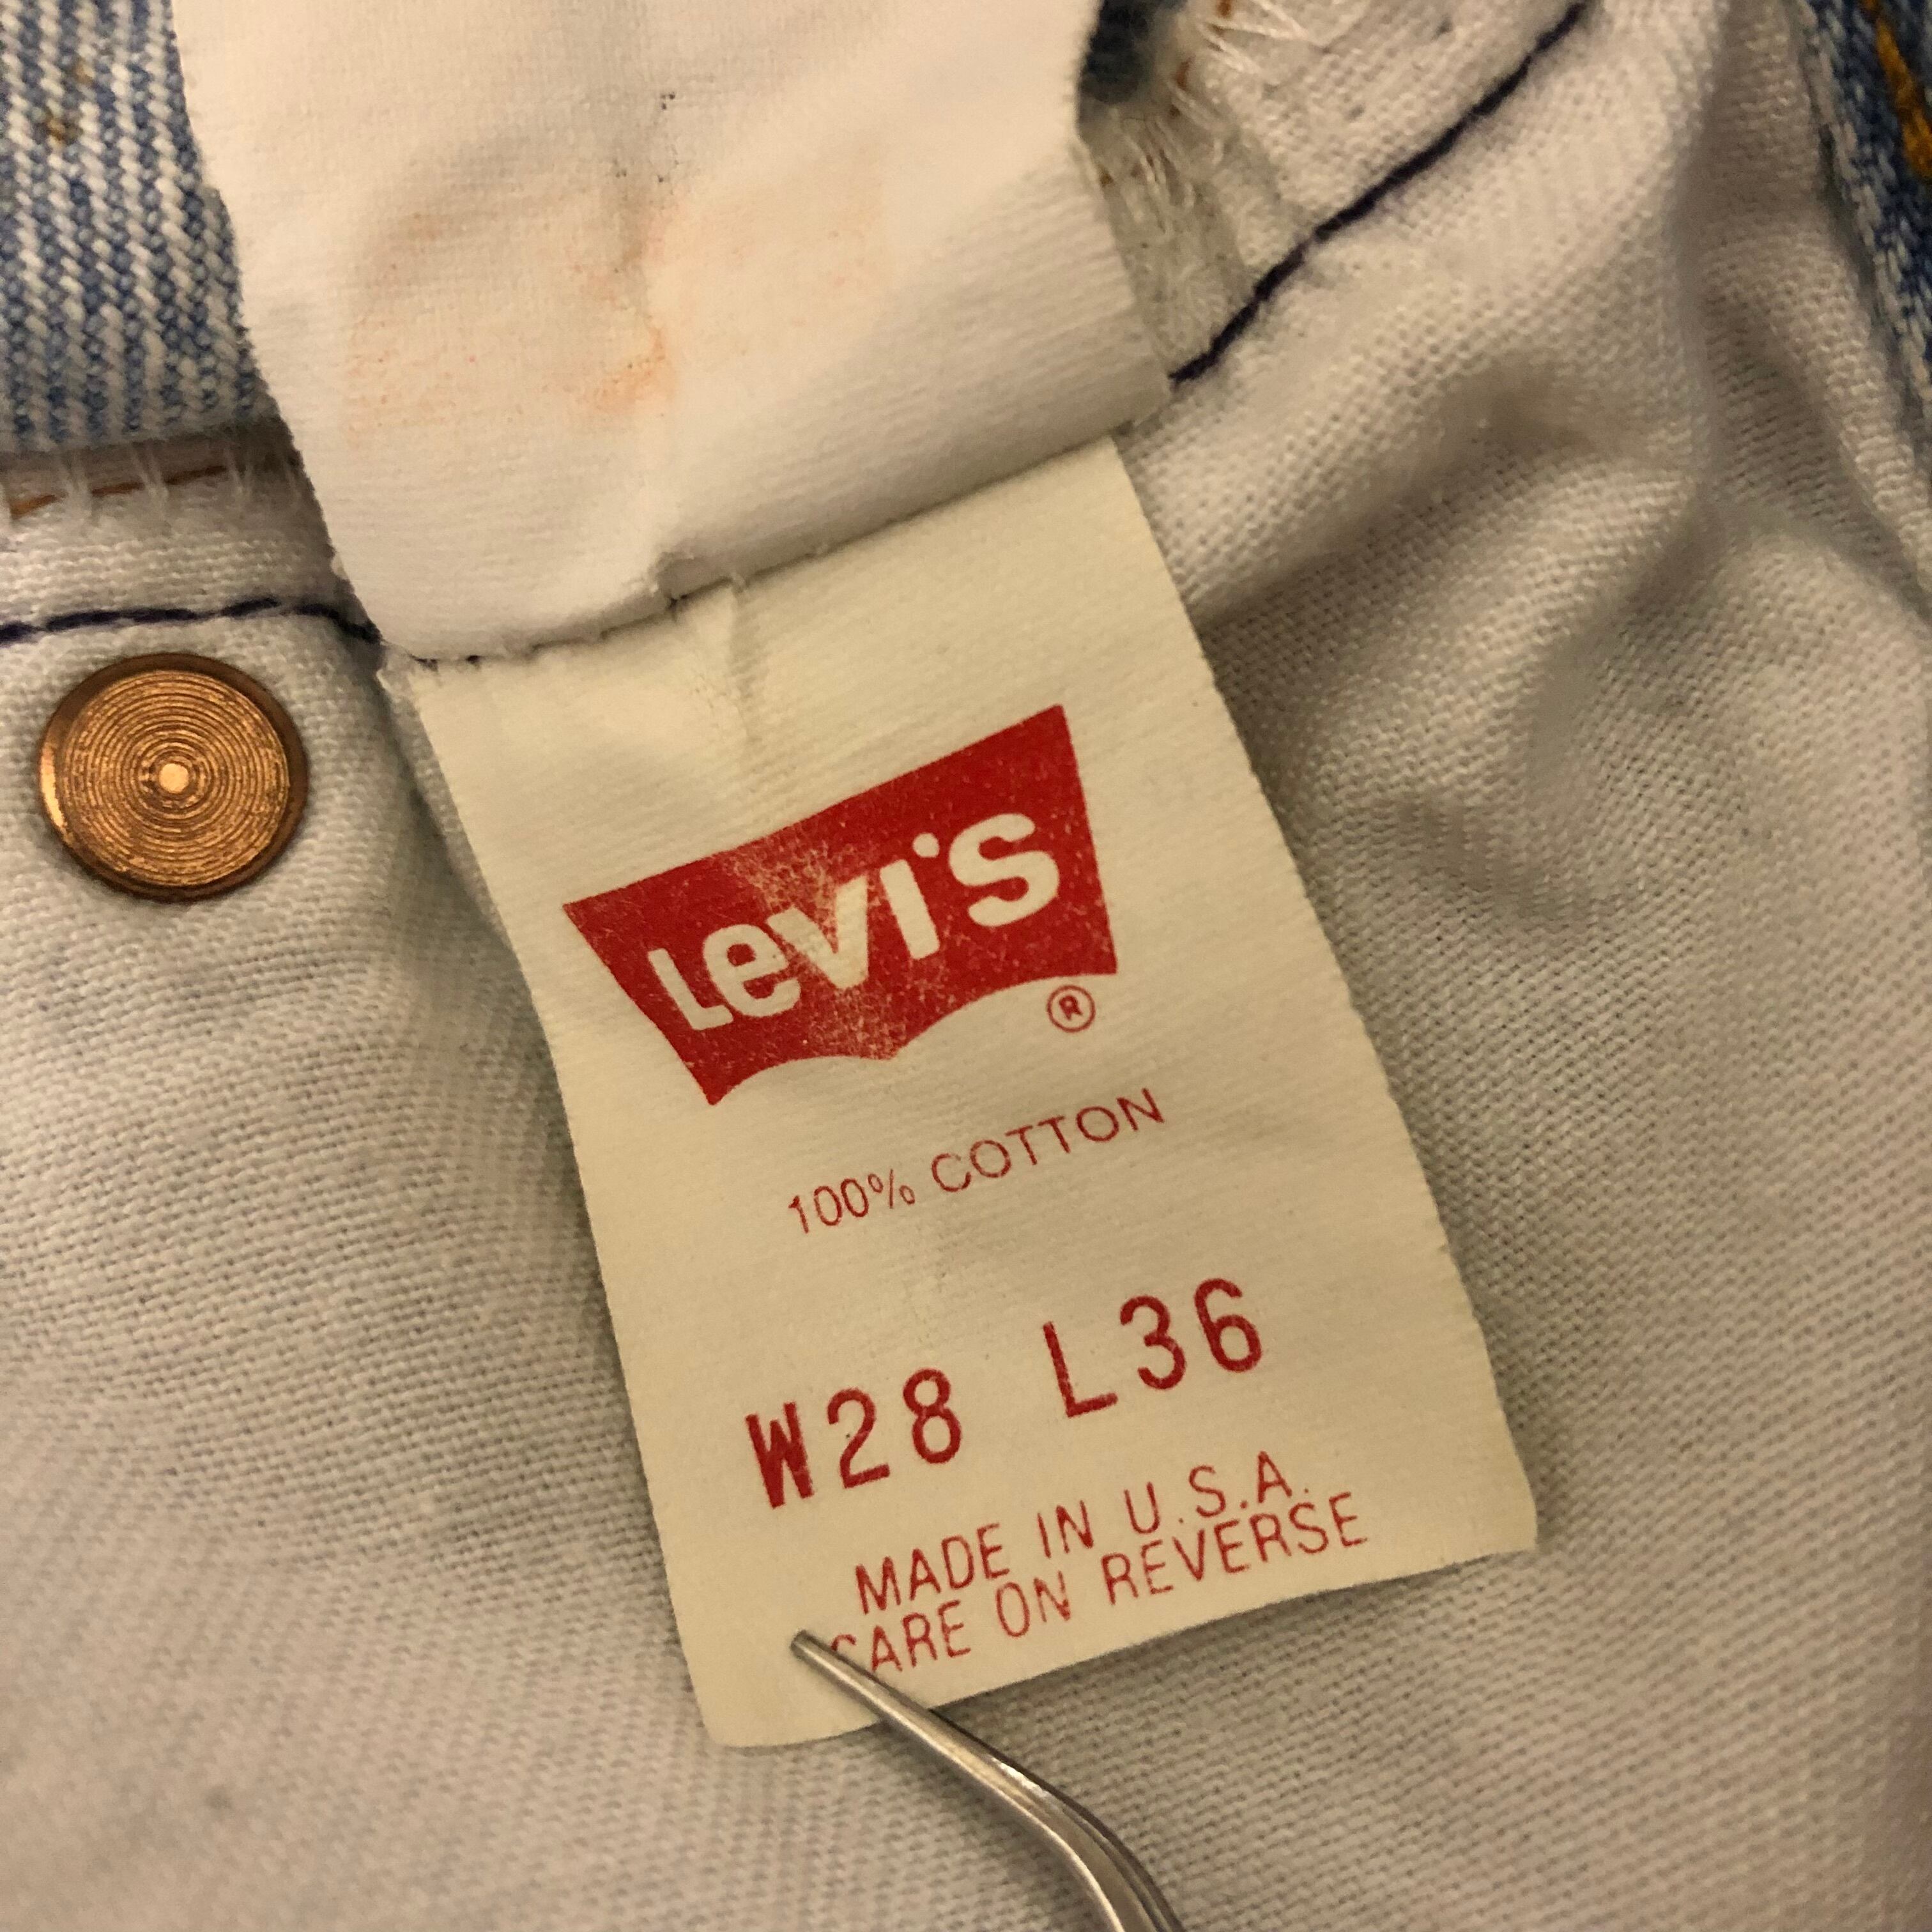 Levi's
®
100% COTTON
W28 L36
MADE IN U.S.A.
CARE ON REVERSE